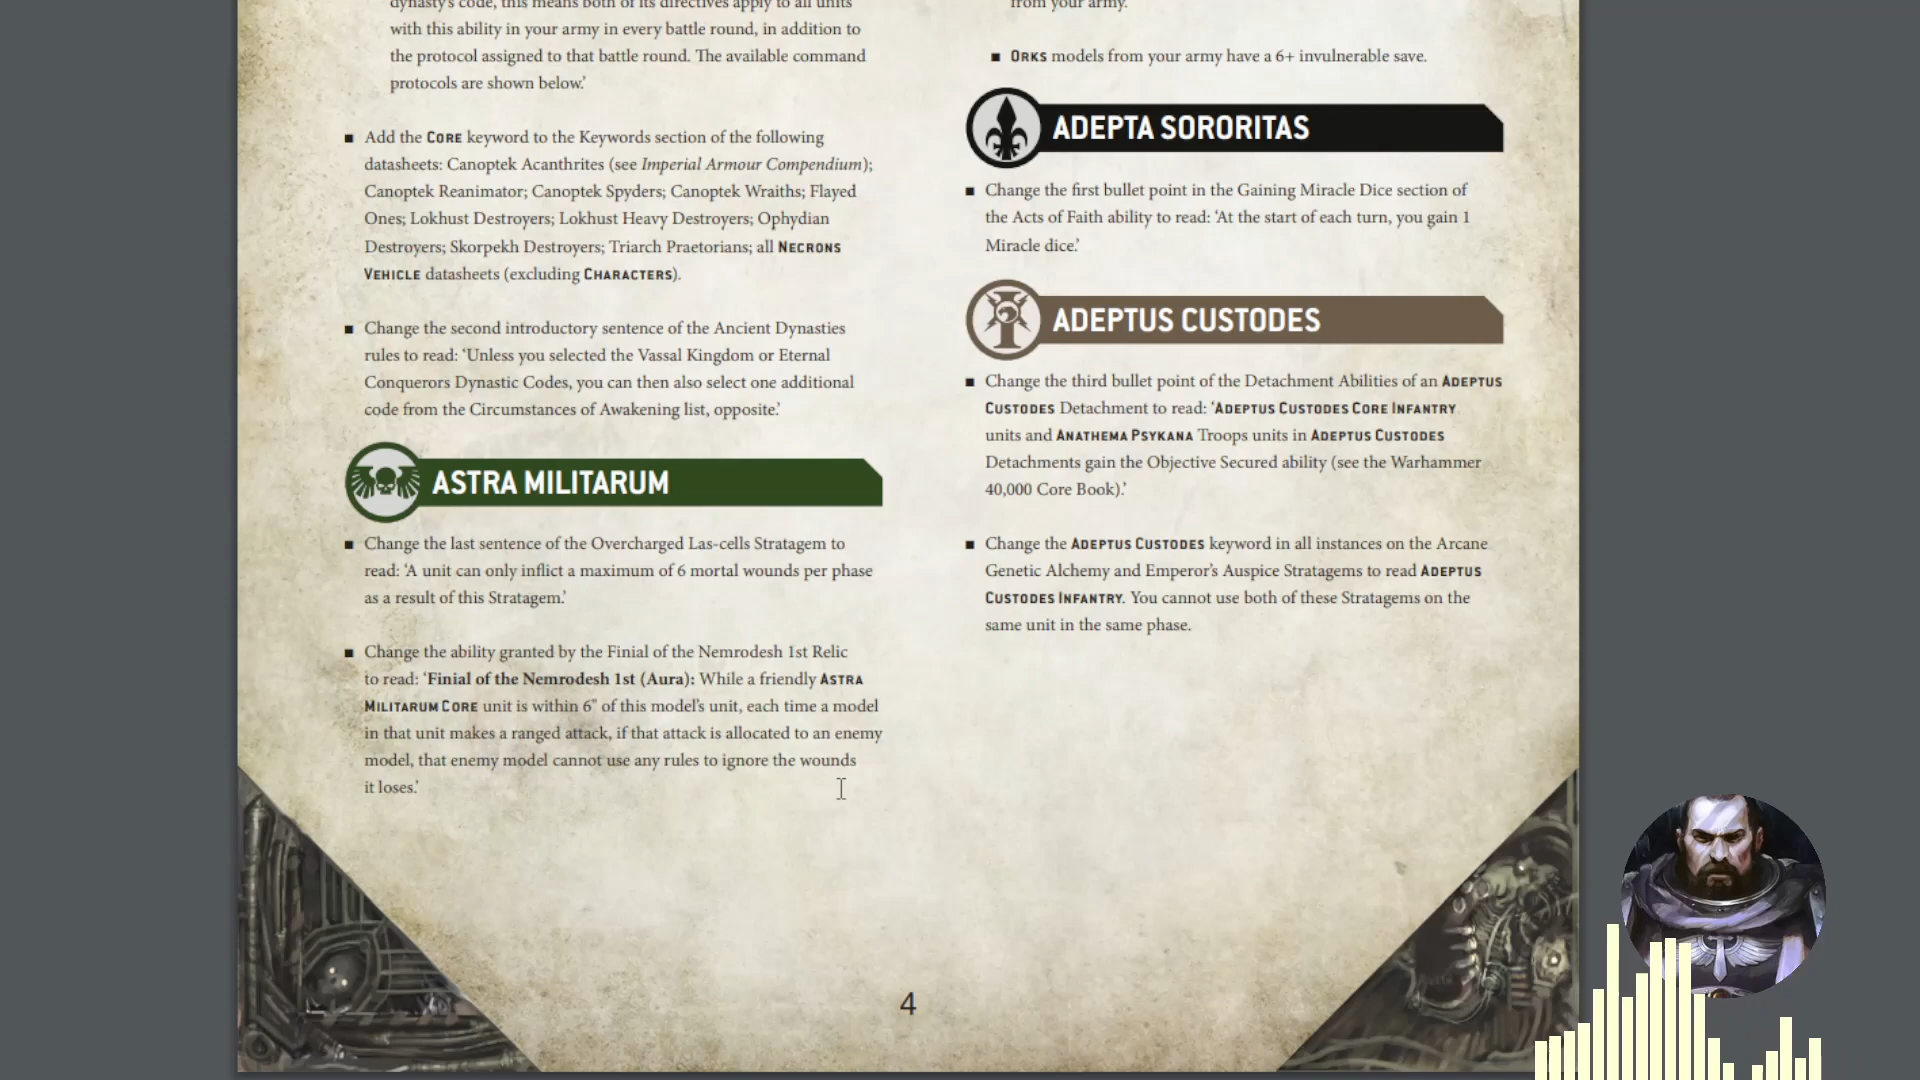 dynasty's code, this means both of its directives apply to all units
with this ability in your army in every battle round, in addition to
the protocol assigned to that battle round. The available command
protocols are shown below.'
■ Add the CORE keyword to the Keywords section of the following
datasheets: Canoptek Acanthrites (see Imperial Armour Compendium);
Canoptek Reanimator; Canoptek Spyders; Canoptek Wraiths; Flayed
Ones; Lokhust Destroyers; Lokhust Heavy Destroyers; Ophydian
Destroyers; Skorpekh Destroyers; Triarch Praetorians; all NECRONS
VEHICLE datasheets (excluding CHARACTERS).
■ Change the second introductory sentence of the Ancient Dynasties
rules to read: 'Unless you selected the Vassal Kingdom or Eternal
Conquerors Dynastic Codes, you can then also select one additional
code from the Circumstances of Awakening list, opposite.'
ASTRA MILITARUM
■ Change the last sentence of the Overcharged Las-cells Stratagem to
read: 'A unit can only inflict a maximum of 6 mortal wounds per phase
as a result of this Stratagem.'
■ Change the ability granted by the Finial of the Nemrodesh 1st Relic
to read: 'Finial of the Nemrodesh 1st (Aura): While a friendly ASTRA
MILITARUM CORE unit is within 6" of this model's unit, each time a model
in that unit makes a ranged attack, if that attack is allocated to an enemy
model, that enemy model cannot use any rules to ignore the wounds
it loses.'
from your army.
■ ORKS models from your army have a 6+ invulnerable save.
ADEPTA SORORITAS
■ Change the first bullet point in the Gaining Miracle Dice section of
the Acts of Faith ability to read: 'At the start of each turn, you gain 1
Miracle dice.'
ADEPTUS CUSTODES
■ Change the third bullet point of the Detachment Abilities of an ADEPTUS
CUSTODES Detachment to read: 'ADEPTUS CUSTODES CORE INFANTRY
units and ANATHEMA PSYKANA Troops units in ADEPTUS CUSTODES
Detachments gain the Objective Secured ability (see the Warhammer
40,000 Core Book).'
■ Change the ADEPTUS CUSTODES keyword in all instances on the Arcane
Genetic Alchemy and Emperor's Auspice Stratagems to read ADEPTUS
CUSTODES INFANTRY. You cannot use both of these Stratagems on the
same unit in the same phase.
4